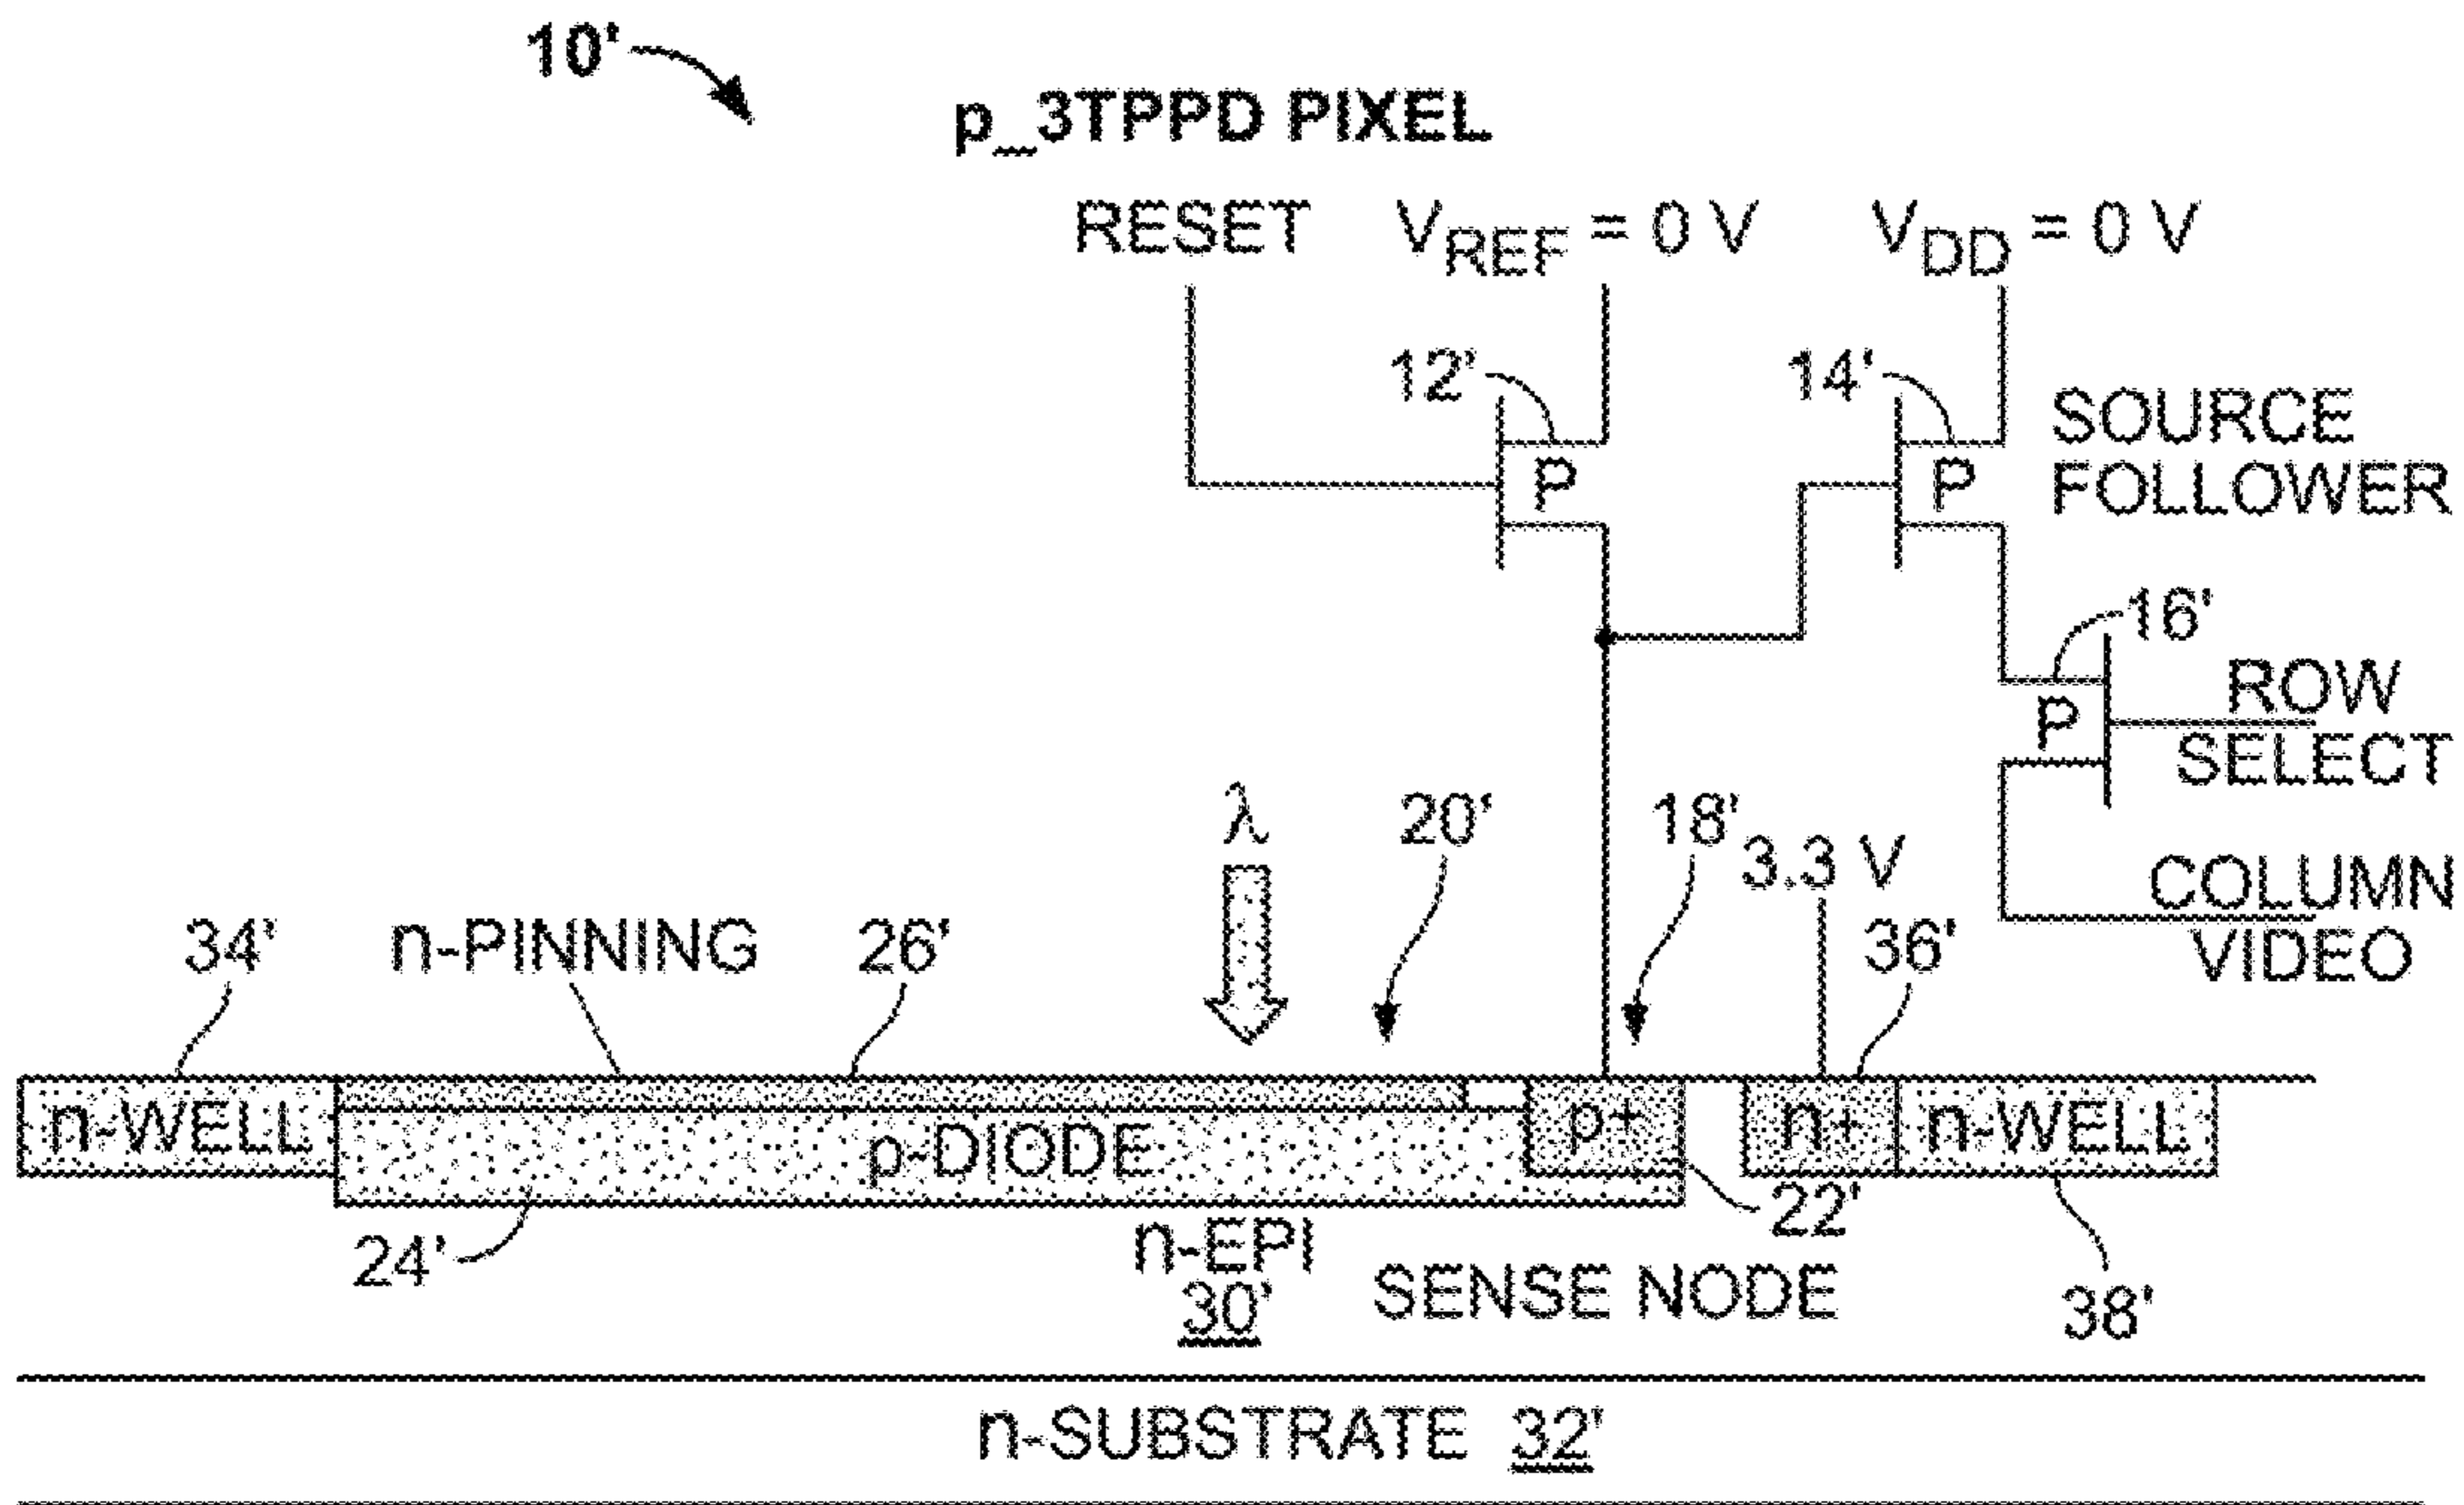 10'
p_3TPPD PIXEL
RESET V_REF = 0 V V_DD = 0 V
12' 14'
SOURCE
P P
FOLLOWER
16'
ROW
P
SELECT
λ 20' 18'
3.3 V
COLUMN
34' n-PINNING 26' 36'
VIDEO
n-WELL p+ n+ n-WELL
p-DIODE
22'
24' n-EPI
30'
SENSE NODE
38'
n-SUBSTRATE 32'